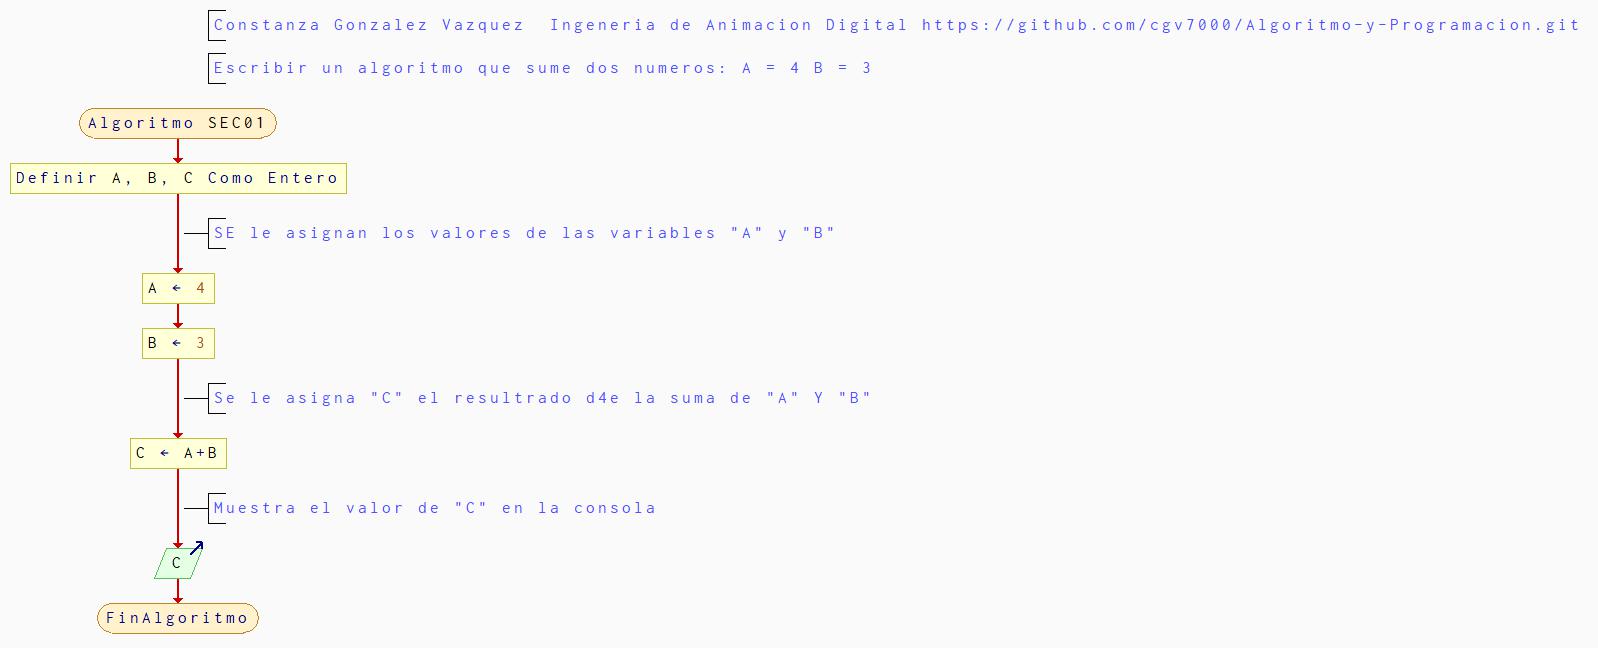 Constanza Gonzalez Vazquez  Ingeneria de Animacion Digital https://github.com/cgv7000/Algoritmo-y-Programacion.git
Escribir un algoritmo que sume dos numeros: A = 4 B = 3
Algoritmo SEC01
Definir A, B, C Como Entero
SE le asignan los valores de las variables "A" y "B"
A ← 4
B ← 3
Se le asigna "C" el resultrado d4e la suma de "A" Y "B"
C ← A+B
Muestra el valor de "C" en la consola
C
FinAlgoritmo